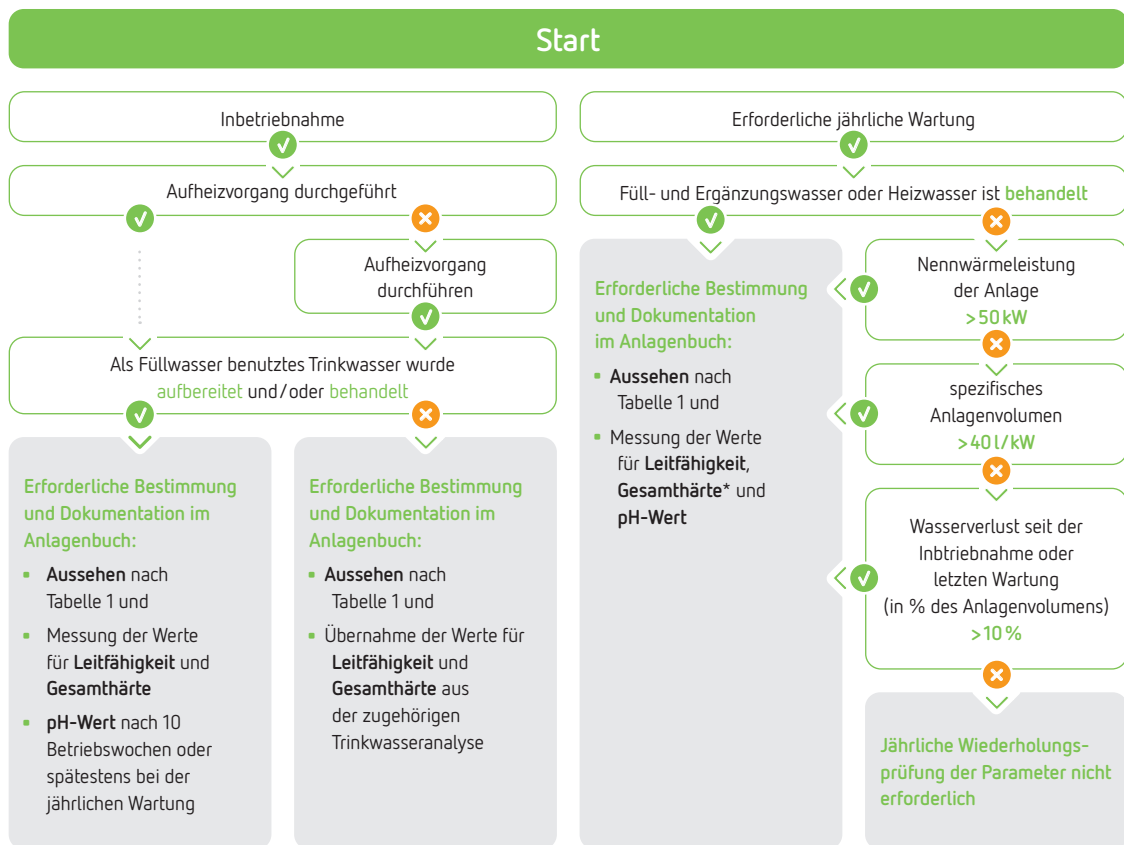 Start
Inbetriebnahme
Aufheizvorgang durchgeführt
Aufheizvorgang
durchführen
Als Füllwasser benutztes Trinkwasser wurde
aufbereitet und/oder behandelt
Erforderliche Bestimmung
und Dokumentation im
Anlagenbuch:
▪ Aussehen nach
Tabelle 1 und
▪ Messung der Werte
für Leitfähigkeit und
Gesamthärte
▪ pH-Wert nach 10
Betriebswochen oder
spätestens bei der
jährlichen Wartung
Erforderliche Bestimmung
und Dokumentation im
Anlagenbuch:
▪ Aussehen nach
Tabelle 1 und
▪ Übernahme der Werte für
Leitfähigkeit und
Gesamthärte aus
der zugehörigen
Trinkwasseranalyse
Erforderliche jährliche Wartung
Füll- und Ergänzungswasser oder Heizwasser ist behandelt
Erforderliche Bestimmung
und Dokumentation
im Anlagenbuch:
▪ Aussehen nach
Tabelle 1 und
▪ Messung der Werte
für Leitfähigkeit,
Gesamthärte* und
pH-Wert
Nennwärmeleistung
der Anlage
>50 kW
spezifisches
Anlagenvolumen
>40 l/kW
Wasserverlust seit der
Inbtriebnahme oder
letzten Wartung
(in % des Anlagenvolumens)
>10 %
Jährliche Wiederholungs-
prüfung der Parameter nicht
erforderlich